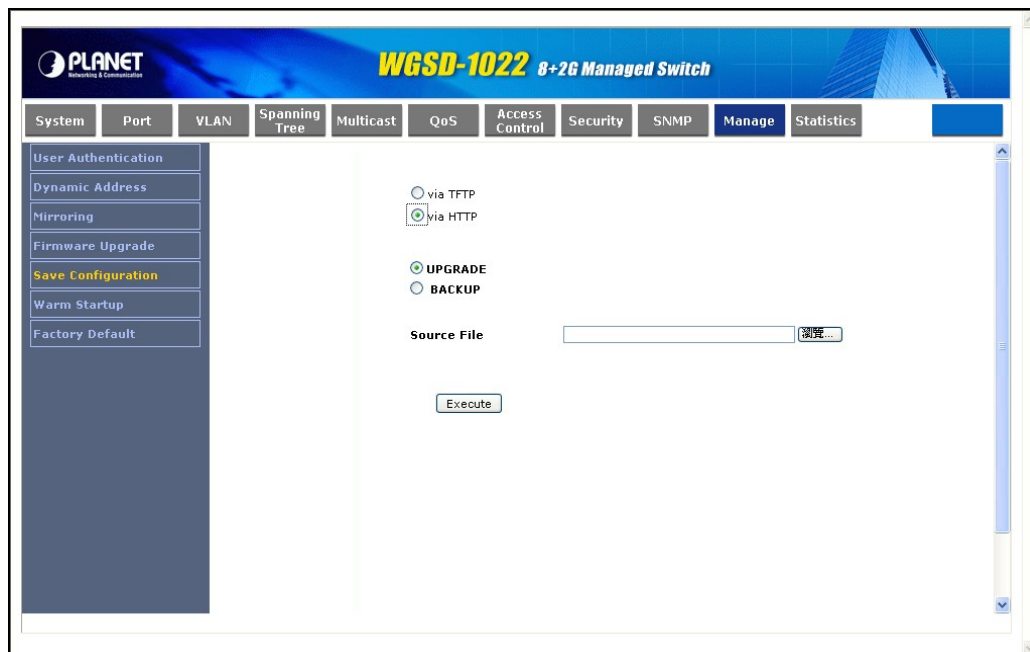 PLANET
Networking & Communication
WGSD-1022 8+2G Managed Switch
System
Port
VLAN
Spanning
Tree
Multicast
QoS
Access
Control
Security
SNMP
Manage
Statistics
User Authentication
Dynamic Address
Mirroring
Firmware Upgrade
Save Configuration
Warm Startup
Factory Default
via TFTP
via HTTP
UPGRADE
BACKUP
Source File
瀏覽...
Execute